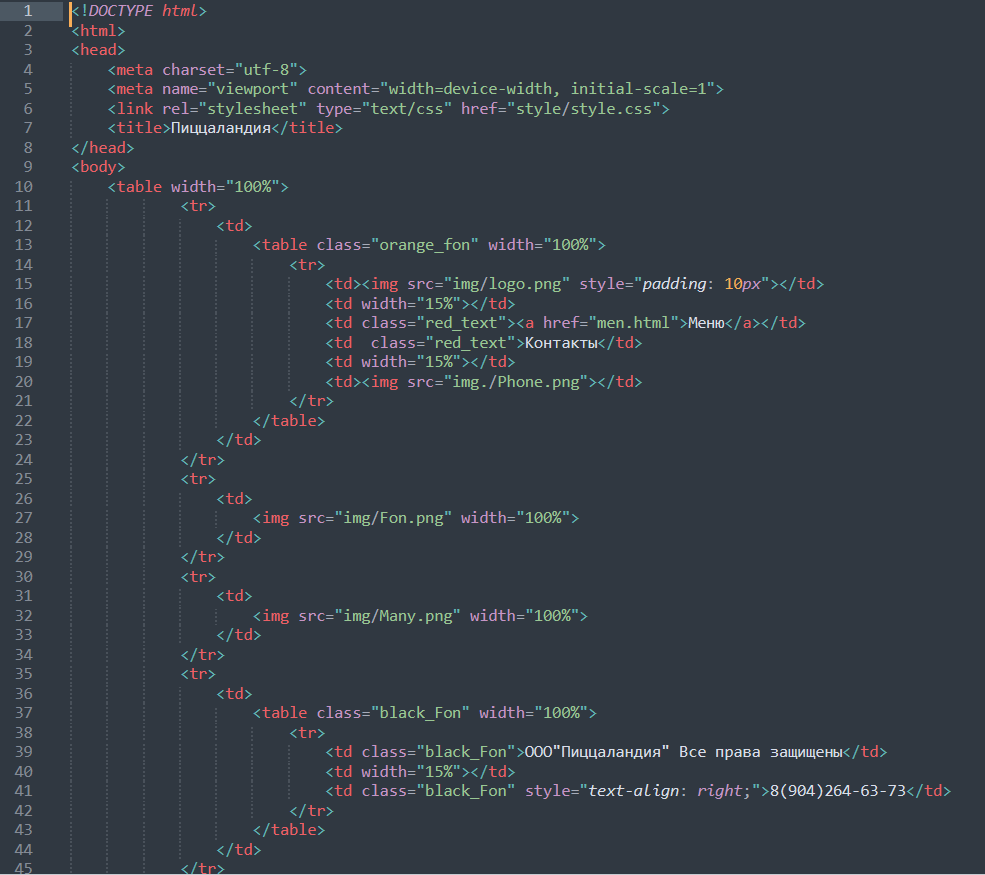 1 <!DOCTYPE html>
2 <html>
3 <head>
4 <meta charset="utf-8">
5 <meta name="viewport" content="width=device-width, initial-scale=1">
6 <link rel="stylesheet" type="text/css" href="style/style.css">
7 <title>Пиццаландия</title>
8 </head>
9 <body>
10 <table width="100%">
11 <tr>
12 <td>
13 <table class="orange_fon" width="100%">
14 <tr>
15 <td><img src="img/logo.png" style="padding: 10px"></td>
16 <td width="15%"></td>
17 <td class="red_text"><a href="men.html">Меню</a></td>
18 <td  class="red_text">Контакты</td>
19 <td width="15%"></td>
20 <td><img src="img./Phone.png"></td>
21 </tr>
22 </table>
23 </td>
24 </tr>
25 <tr>
26 <td>
27 <img src="img/Fon.png" width="100%">
28 </td>
29 </tr>
30 <tr>
31 <td>
32 <img src="img/Many.png" width="100%">
33 </td>
34 </tr>
35 <tr>
36 <td>
37 <table class="black_Fon" width="100%">
38 <tr>
39 <td class="black_Fon">ООО"Пиццаландия" Все права защищены</td>
40 <td width="15%"></td>
41 <td class="black_Fon" style="text-align: right;">8(904)264-63-73</td>
42 </tr>
43 </table>
44 </td>
45 </tr>